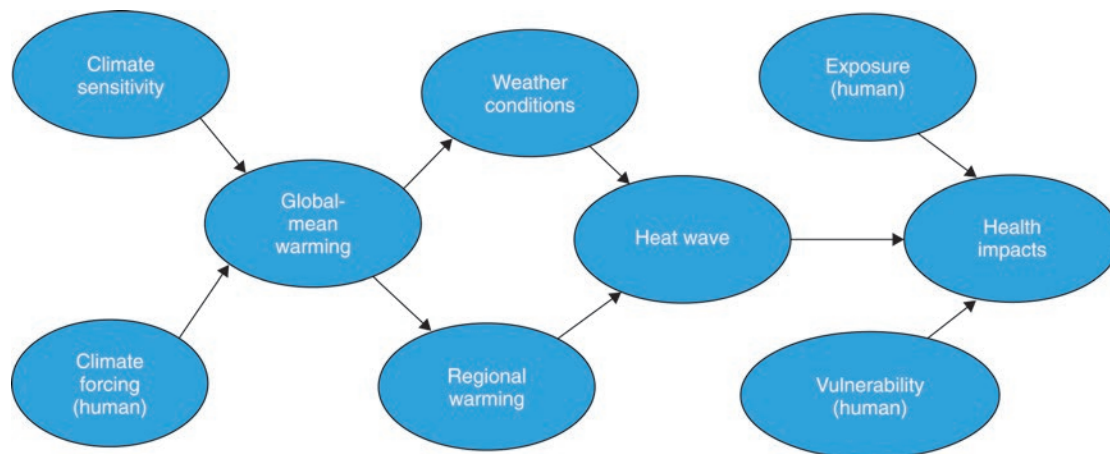 Climate
sensitivity
Climate
forcing
(human)
Global-
mean
warming
Weather
conditions
Regional
warming
Heat wave
Exposure
(human)
Vulnerability
(human)
Health
impacts